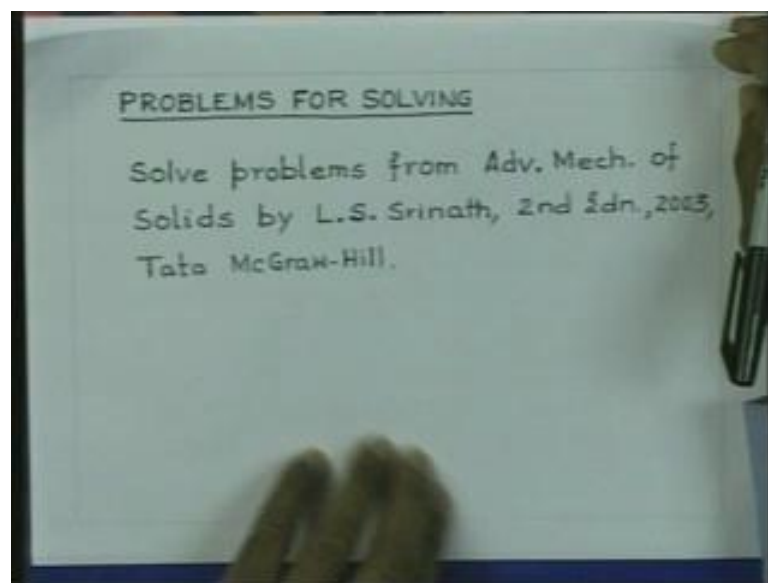 PROBLEMS FOR SOLVING
Solve problems from Adv. Mech. of
Solids by L.S. Srinath, 2nd Edn., 2003,
Tata McGraw-Hill.